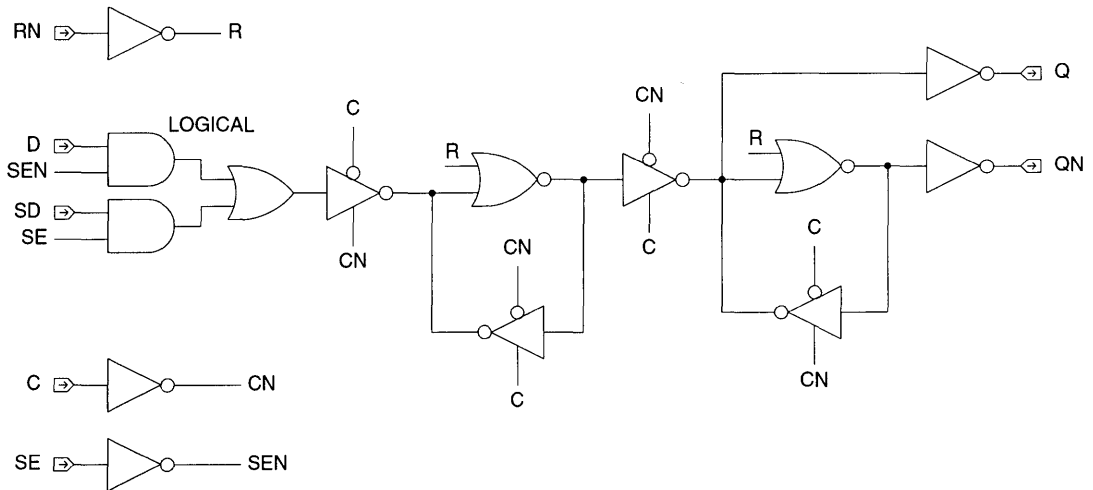 RN R
CN Q
C
D LOGICAL
SEN R R QN
SD
SE CN C
CN C
C CN
C CN
SE SEN